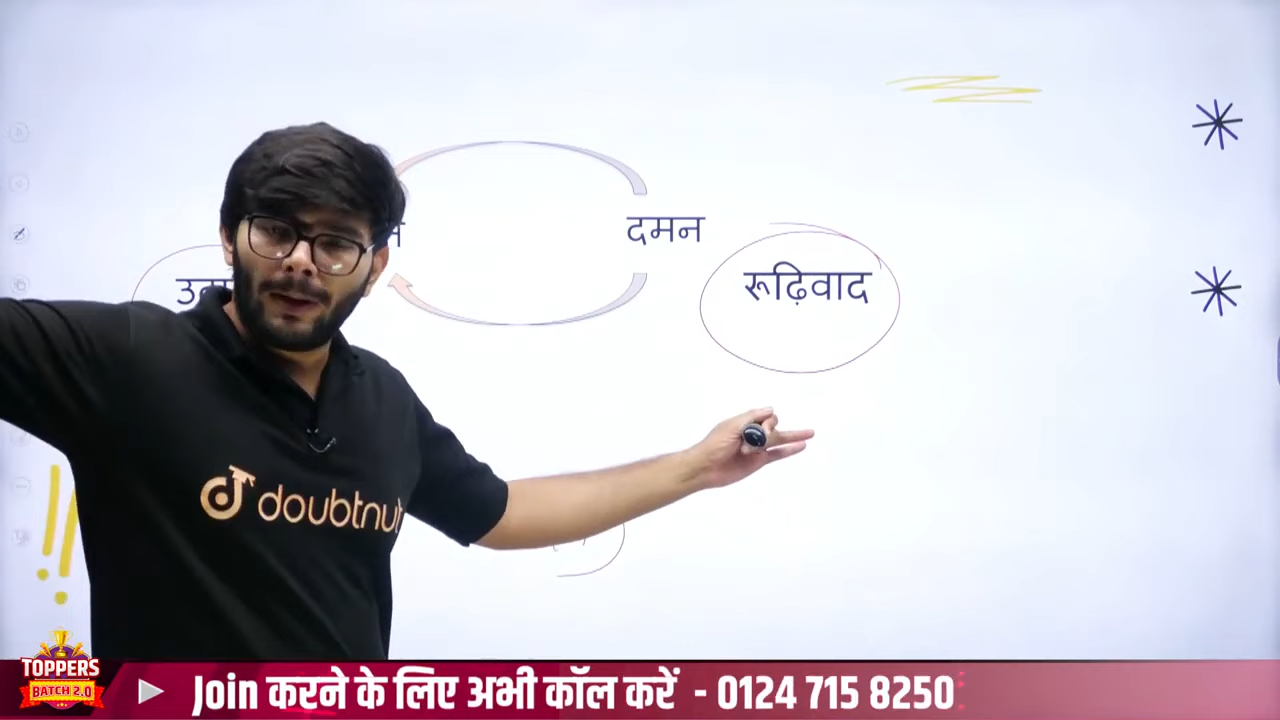 दमन
रूढ़िवाद
doubtnut
TOPPERS
BATCH 2.0
Join करने के लिए अभी कॉल करें - 0124 715 8250